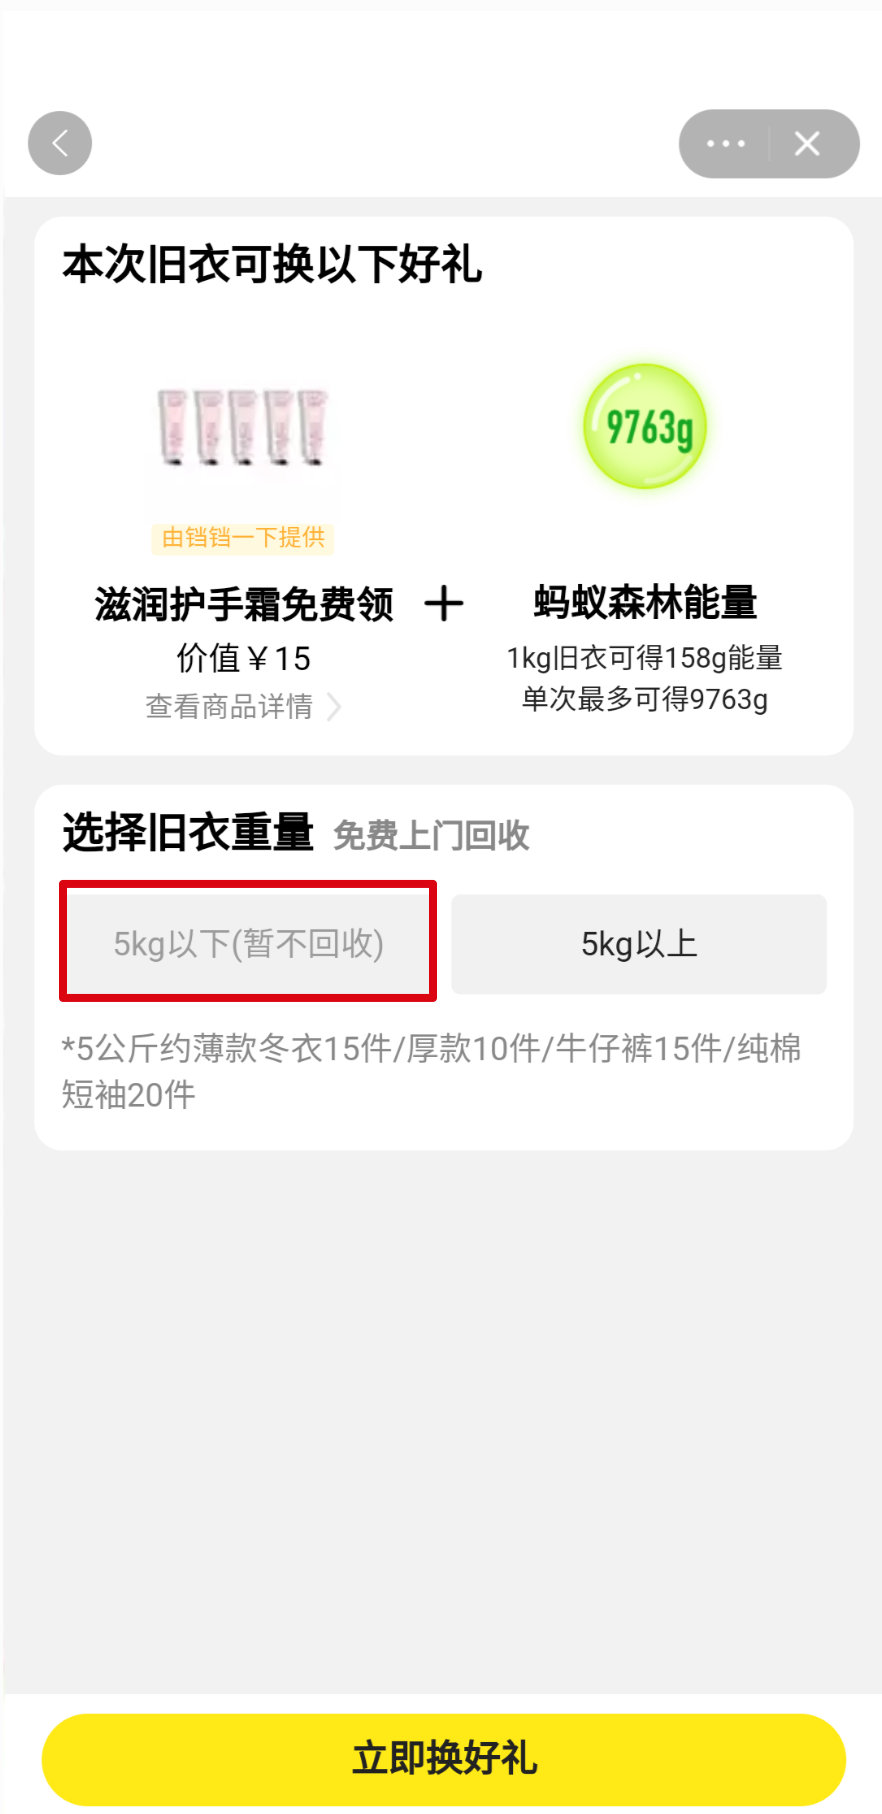 本次旧衣可换以下好礼
9763g
由铛铛一下提供
滋润护手霜免费领
蚂蚁森林能量
价值￥15
1kg旧衣可得158g能量
查看商品详情
单次最多可得9763g
选择旧衣重量 免费上门回收
5kg以下(暂不回收)
5kg以上
*5公斤约薄款冬衣15件/厚款10件/牛仔裤15件/纯棉
短袖20件
立即换好礼